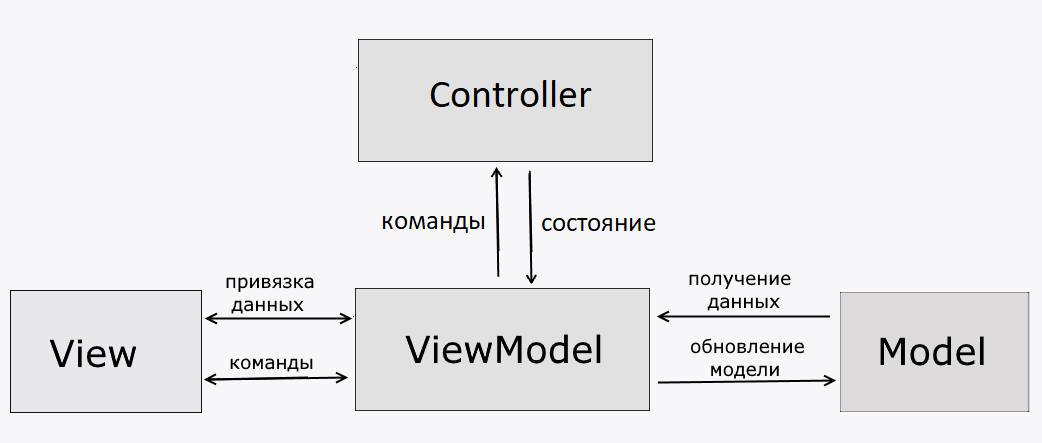 Controller
команды
состояние
привязка
данных
получение
данных
View
ViewModel
Model
команды
обновление
модели